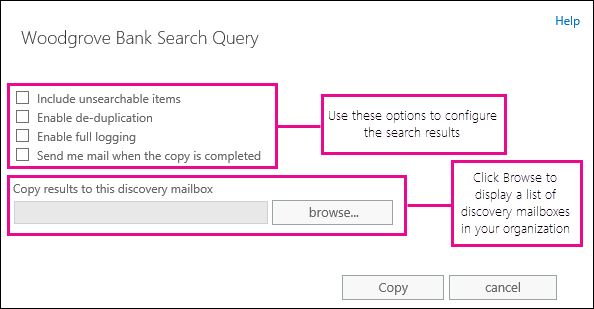 Help
Woodgrove Bank Search Query
Include unsearchable items
Enable de-duplication
Enable full logging
Send me mail when the copy is completed
Use these options to configure
the search results
Copy results to this discovery mailbox
browse...
Click Browse to
display a list of
discovery mailboxes
in your organization
Copy
cancel